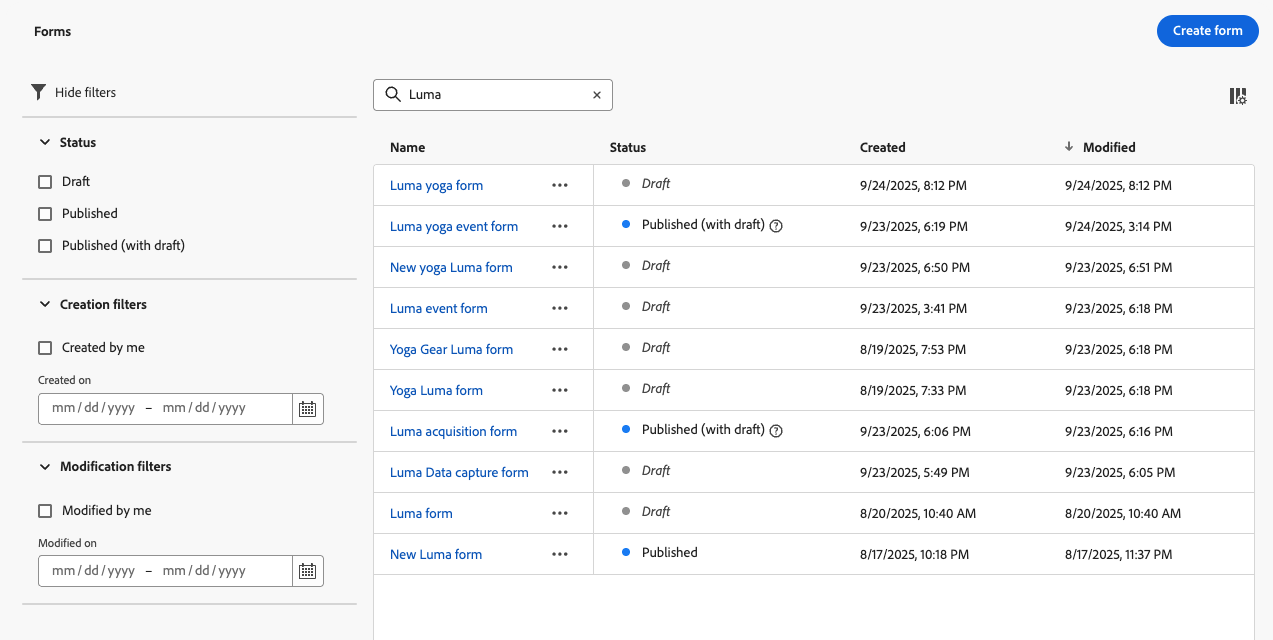 Forms
Create form
Hide filters
Status
Draft
Published
Published (with draft)
Creation filters
Created by me
Created on
mm / dd / yyyy – mm / dd / yyyy
Modification filters
Modified by me
Modified on
mm / dd / yyyy – mm / dd / yyyy
Luma
Name Status Created Modified
Luma yoga form Draft 9/24/2025, 8:12 PM 9/24/2025, 8:12 PM
Luma yoga event form Published (with draft) 9/23/2025, 6:19 PM 9/24/2025, 3:14 PM
New yoga Luma form Draft 9/23/2025, 6:50 PM 9/23/2025, 6:51 PM
Luma event form Draft 9/23/2025, 3:41 PM 9/23/2025, 6:18 PM
Yoga Gear Luma form Draft 8/19/2025, 7:53 PM 9/23/2025, 6:18 PM
Yoga Luma form Draft 8/19/2025, 7:33 PM 9/23/2025, 6:18 PM
Luma acquisition form Published (with draft) 9/23/2025, 6:06 PM 9/23/2025, 6:16 PM
Luma Data capture form Draft 9/23/2025, 5:49 PM 9/23/2025, 6:05 PM
Luma form Draft 8/20/2025, 10:40 AM 8/20/2025, 10:40 AM
New Luma form Published 8/17/2025, 10:18 PM 8/17/2025, 11:37 PM